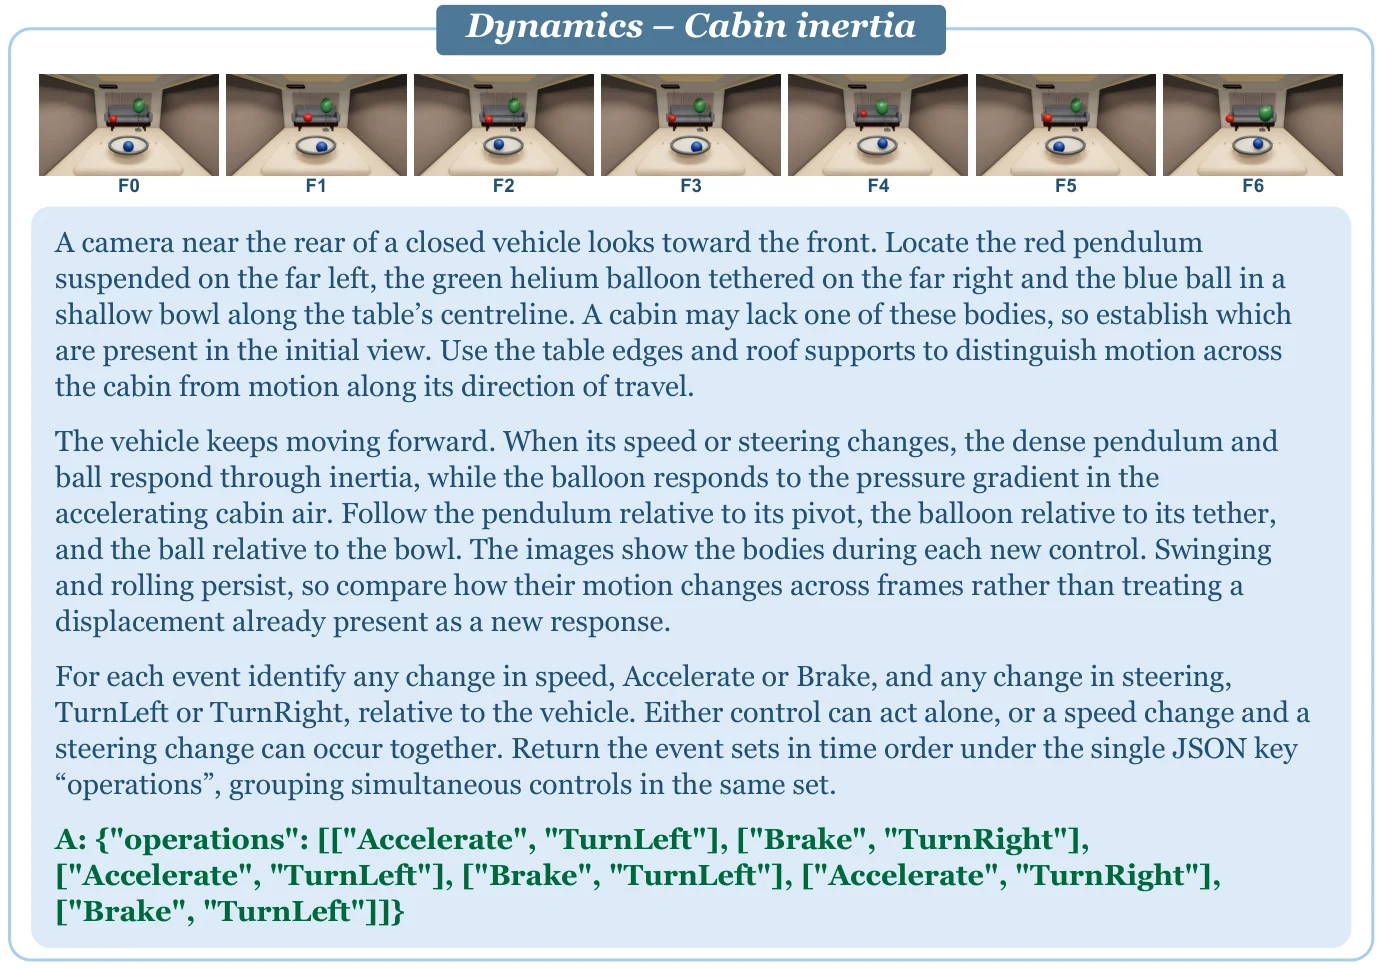 Dynamics – Cabin inertia
F0
F1
F2
F3
F4
F5
F6
A camera near the rear of a closed vehicle looks toward the front. Locate the red pendulum
suspended on the far left, the green helium balloon tethered on the far right and the blue ball in a
shallow bowl along the table’s centreline. A cabin may lack one of these bodies, so establish which
are present in the initial view. Use the table edges and roof supports to distinguish motion across
the cabin from motion along its direction of travel.
The vehicle keeps moving forward. When its speed or steering changes, the dense pendulum and
ball respond through inertia, while the balloon responds to the pressure gradient in the
accelerating cabin air. Follow the pendulum relative to its pivot, the balloon relative to its tether,
and the ball relative to the bowl. The images show the bodies during each new control. Swinging
and rolling persist, so compare how their motion changes across frames rather than treating a
displacement already present as a new response.
For each event identify any change in speed, Accelerate or Brake, and any change in steering,
TurnLeft or TurnRight, relative to the vehicle. Either control can act alone, or a speed change and a
steering change can occur together. Return the event sets in time order under the single JSON key
“operations”, grouping simultaneous controls in the same set.
A: {"operations": [["Accelerate", "TurnLeft"], ["Brake", "TurnRight"],
["Accelerate", "TurnLeft"], ["Brake", "TurnLeft"], ["Accelerate", "TurnRight"],
["Brake", "TurnLeft"]]}